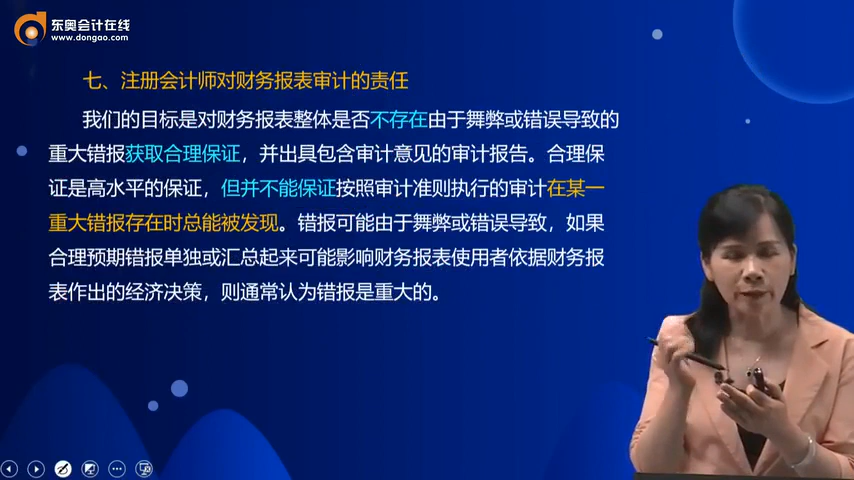 东奥会计在线
www.dongao.com
七、注册会计师对财务报表审计的责任
我们的目标是对财务报表整体是否不存在由于舞弊或错误导致的
重大错报获取合理保证，并出具包含审计意见的审计报告。合理保
证是高水平的保证，但并不能保证按照审计准则执行的审计在某一
重大错报存在时总能被发现。错报可能由于舞弊或错误导致，如果
合理预期错报单独或汇总起来可能影响财务报表使用者依据财务报
表作出的经济决策，则通常认为错报是重大的。